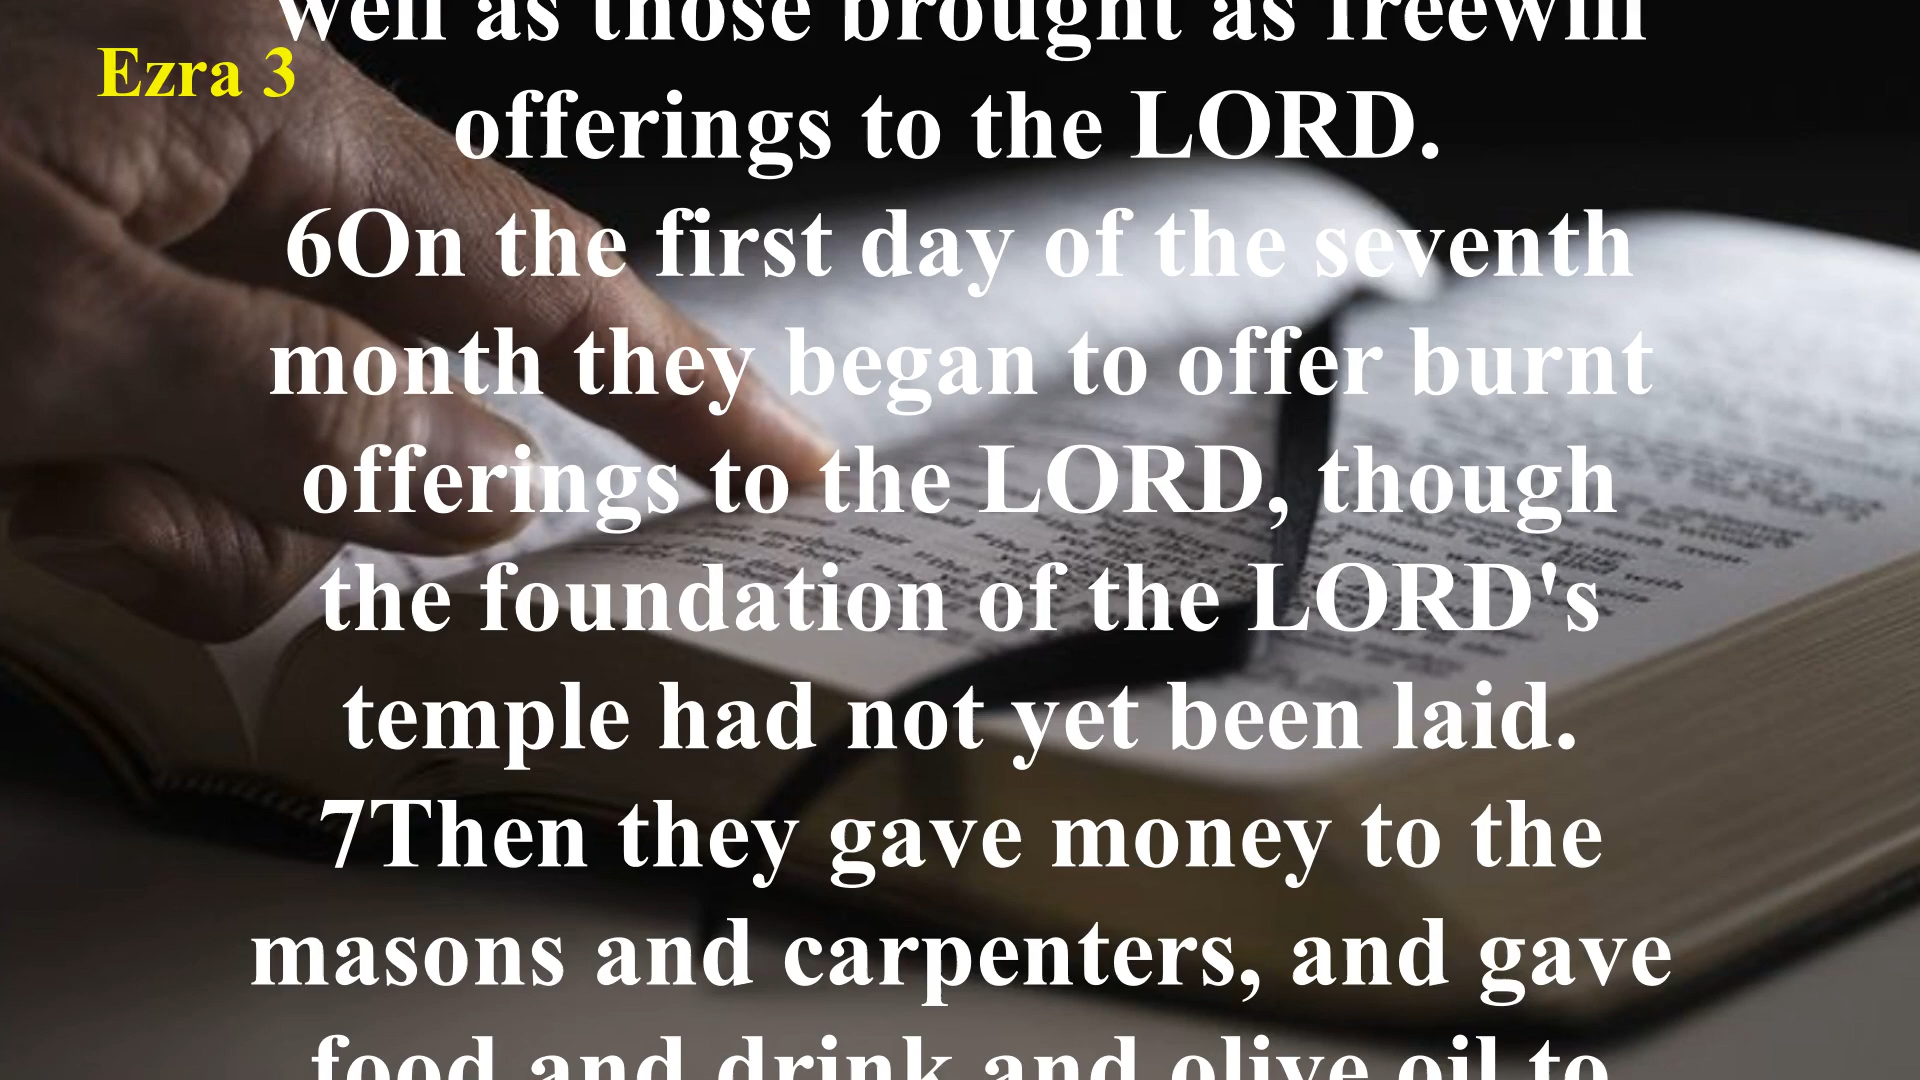 well as those brought as freewill
Ezra 3
offerings to the LORD.
6On the first day of the seventh
month they began to offer burnt
offerings to the LORD, though
the foundation of the LORD's
temple had not yet been laid.
7Then they gave money to the
masons and carpenters, and gave
food and drink and olive oil to